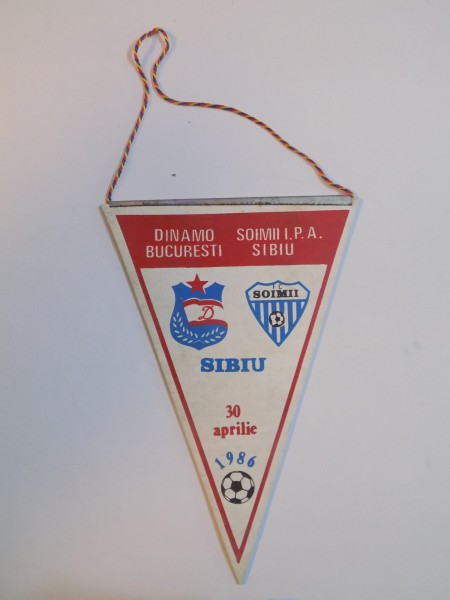 DINAMO BUCURESTI
SOIMII I.P.A. SIBIU
D
F.C.
SOIMII
SIBIU
30
aprilie
1986